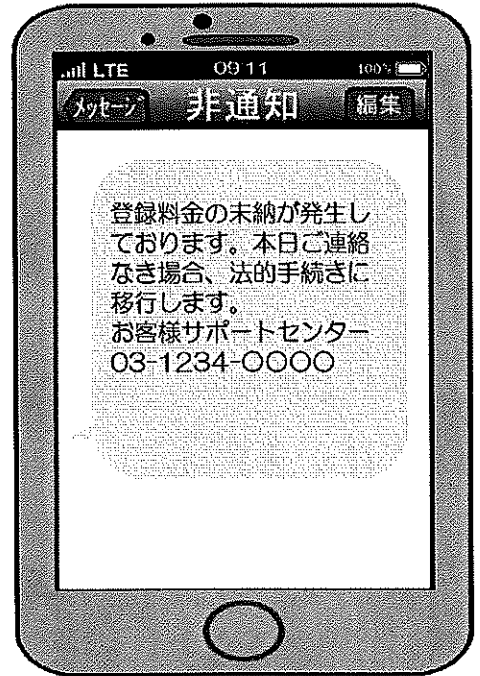 LTE 09:11 100%
メッセージ 非通知 編集
登録料金の未納が発生し
ております。本日ご連絡
なき場合、法的手続きに
移行します。
お客様サポートセンター
03-1234-〇〇〇〇